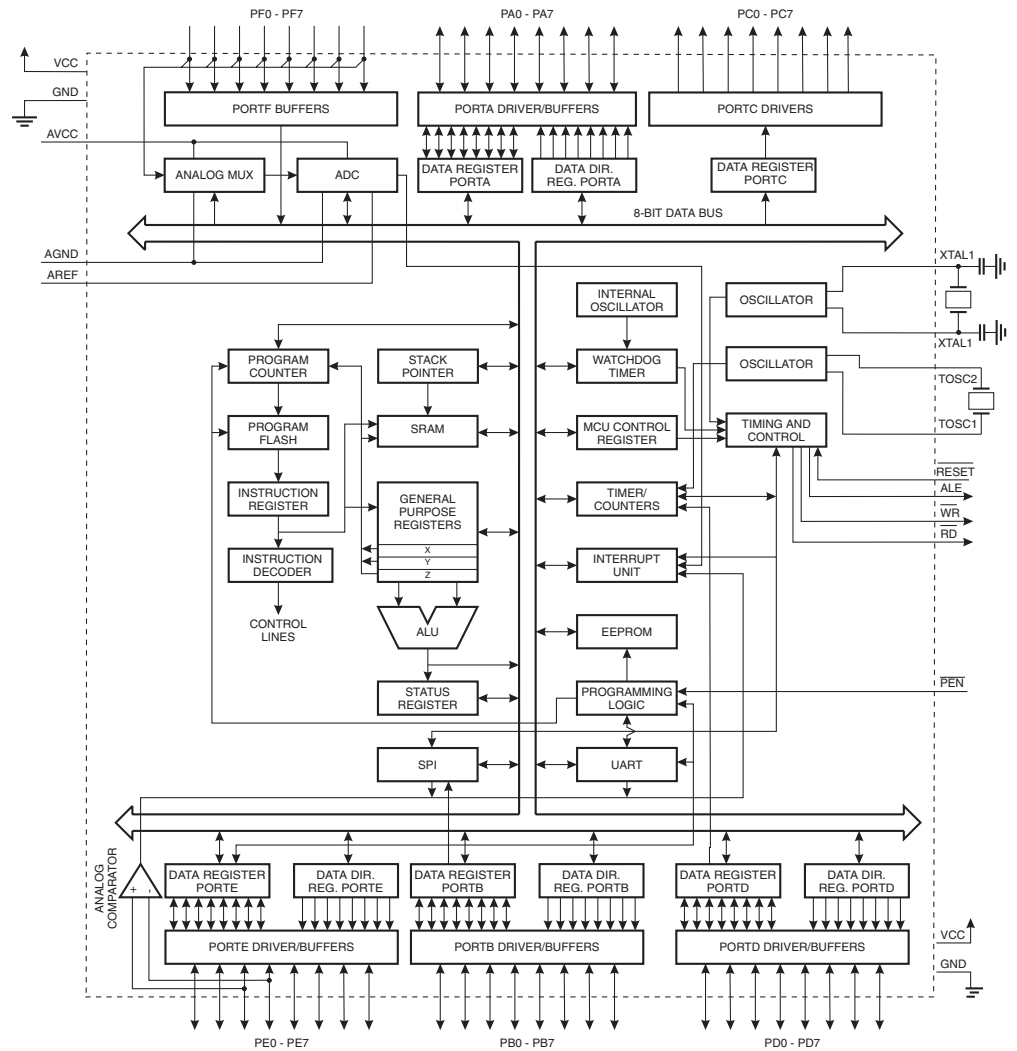 PF0 - PF7
PA0 - PA7
PC0 - PC7
VCC
GND
PORTF BUFFERS
PORTA DRIVER/BUFFERS
PORTC DRIVERS
AVCC
ANALOG MUX
ADC
DATA REGISTER
PORTA
DATA DIR.
REG. PORTA
DATA REGISTER
PORTC
8-BIT DATA BUS
AGND
AREF
XTAL1
INTERNAL
OSCILLATOR
OSCILLATOR
XTAL1
PROGRAM
COUNTER
STACK
POINTER
WATCHDOG
TIMER
OSCILLATOR
TOSC2
TOSC1
PROGRAM
FLASH
SRAM
MCU CONTROL
REGISTER
TIMING AND
CONTROL
RESET
ALE
WR
RD
INSTRUCTION
REGISTER
GENERAL
PURPOSE
REGISTERS
X
Y
Z
TIMER/
COUNTERS
INSTRUCTION
DECODER
INTERRUPT
UNIT
CONTROL
LINES
ALU
EEPROM
STATUS
REGISTER
PROGRAMMING
LOGIC
PEN
SPI
UART
ANALOG
COMPARATOR
+
-
DATA REGISTER
PORTE
DATA DIR.
REG. PORTE
DATA REGISTER
PORTB
DATA DIR.
REG. PORTB
DATA REGISTER
PORTD
DATA DIR.
REG. PORTD
PORTE DRIVER/BUFFERS
PORTB DRIVER/BUFFERS
PORTD DRIVER/BUFFERS
VCC
GND
PE0 - PE7
PB0 - PB7
PD0 - PD7